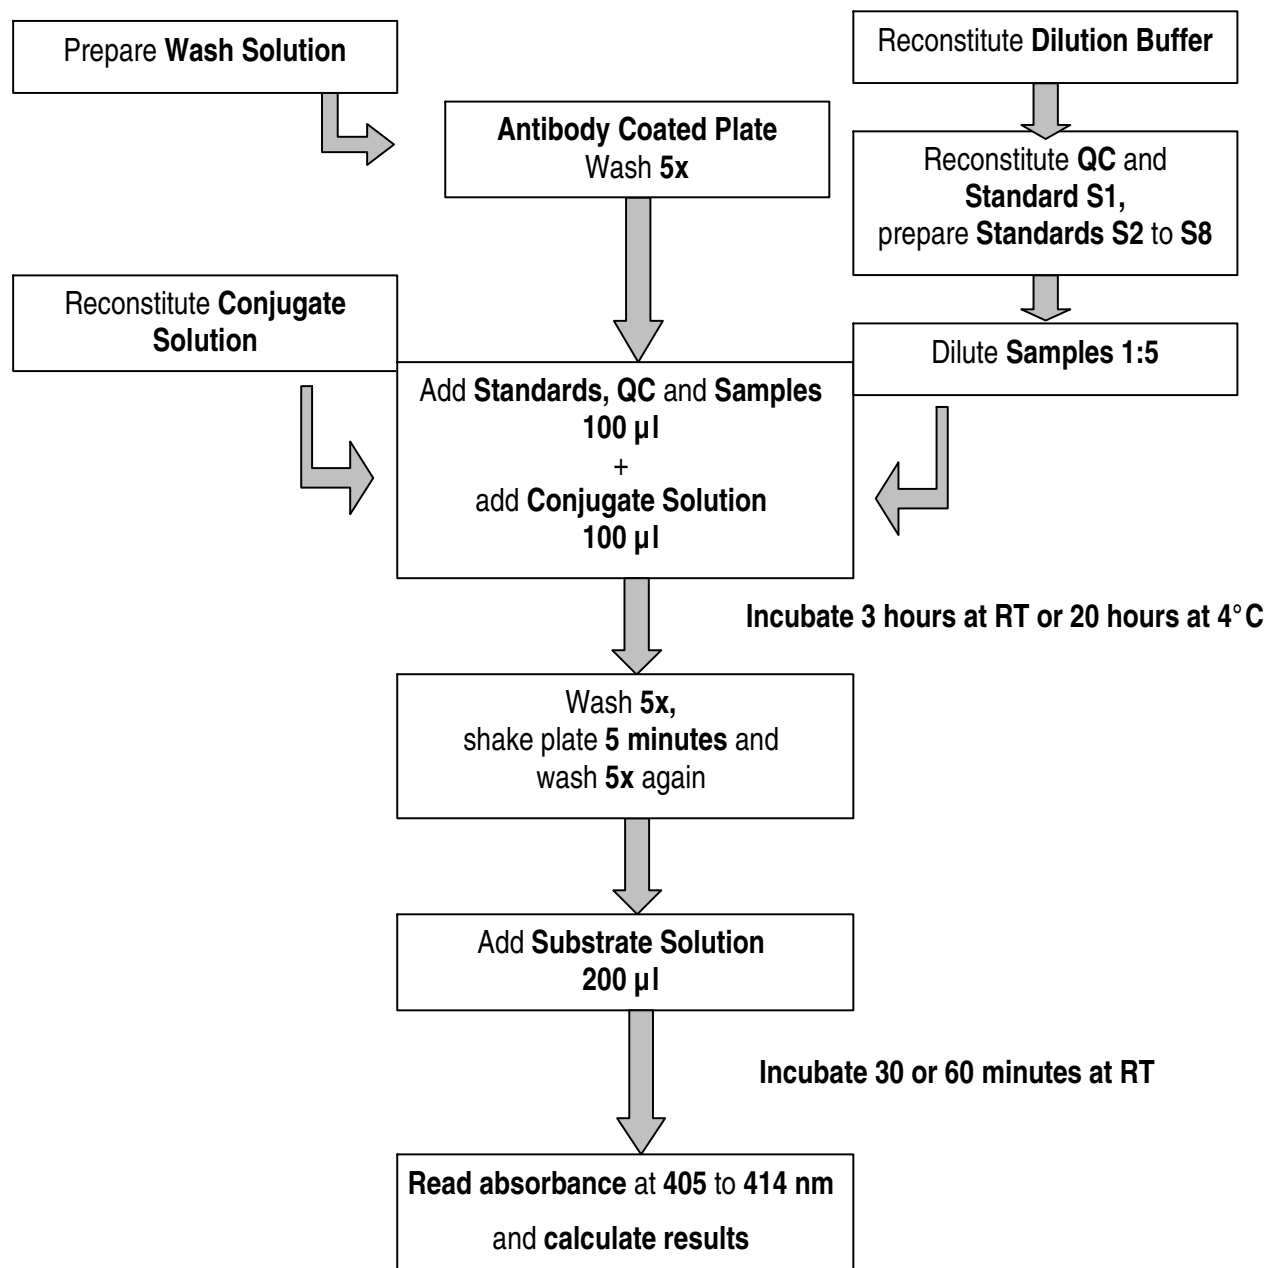 Prepare Wash Solution
Reconstitute Dilution Buffer
Antibody Coated Plate
Wash 5x
Reconstitute QC and
Standard S1,
prepare Standards S2 to S8
Reconstitute Conjugate
Solution
Dilute Samples 1:5
Add Standards, QC and Samples
100 µl
+
add Conjugate Solution
100 µl
Incubate 3 hours at RT or 20 hours at 4°C
Wash 5x,
shake plate 5 minutes and
wash 5x again
Add Substrate Solution
200 µl
Incubate 30 or 60 minutes at RT
Read absorbance at 405 to 414 nm
and calculate results